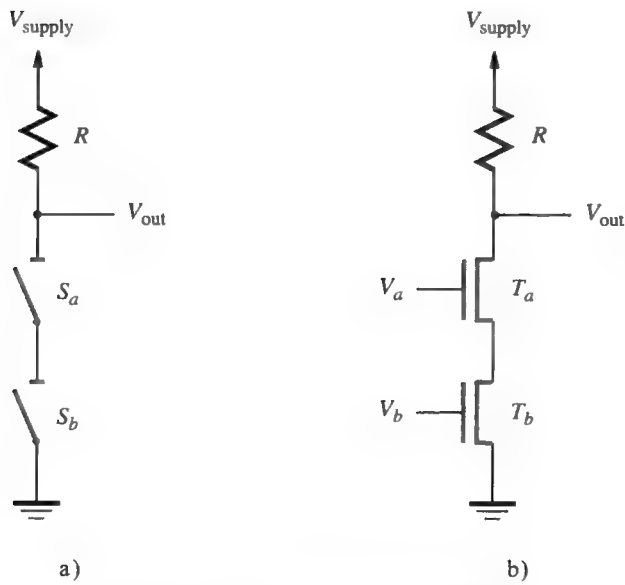 V_supply
R
V_out
S_a
S_b
a)
V_supply
R
V_out
V_a
T_a
V_b
T_b
b)